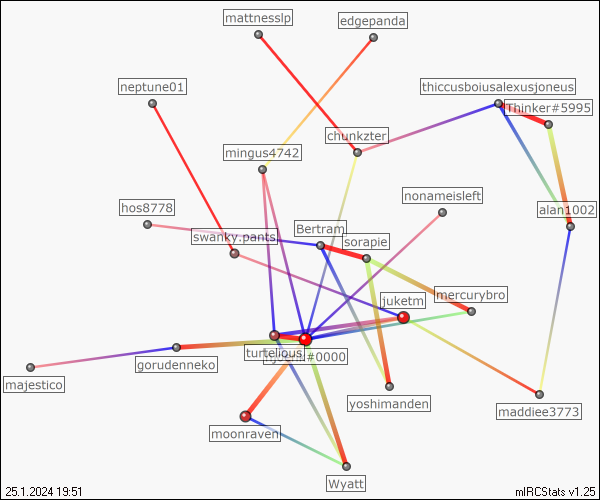 mattnesslp
edgepanda
neptune01
thiccusboiusalexusjoneus
Thinker#5995
chunkzter
mingus4742
nonameisleft
hos8778
alan1002
Bertram
swanky.pants
sorapie
mercurybro
juketm
turtelious
#0000
gorudenneko
majestico
yoshimanden
maddiee3773
moonraven
Wyatt
25.1.2024 19:51
mIRCStats v1.25